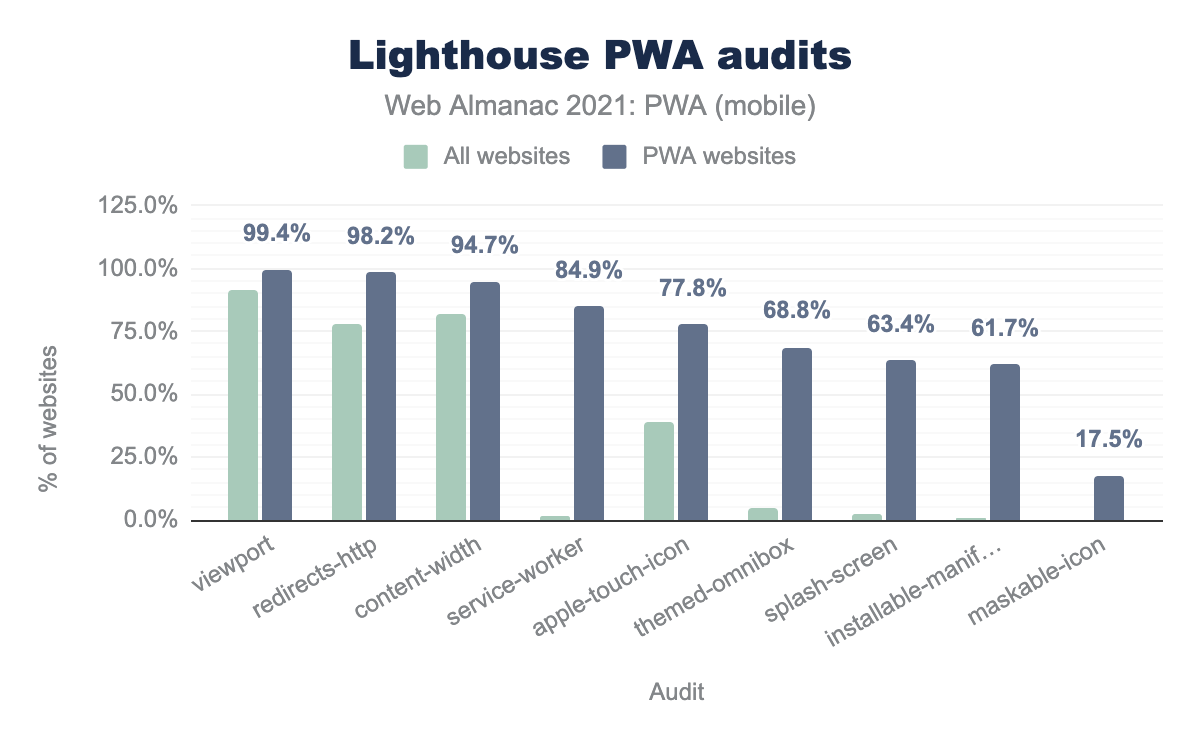 Lighthouse PWA audits
Web Almanac 2021: PWA (mobile)
All websites
PWA websites
125.0%
100.0%
75.0%
50.0%
25.0%
0.0%
% of websites
99.4%
98.2%
94.7%
84.9%
77.8%
68.8%
63.4%
61.7%
17.5%
viewport
redirects-http
content-width
service-worker
apple-touch-icon
themed-omnibox
splash-screen
installable-manif…
maskable-icon
Audit